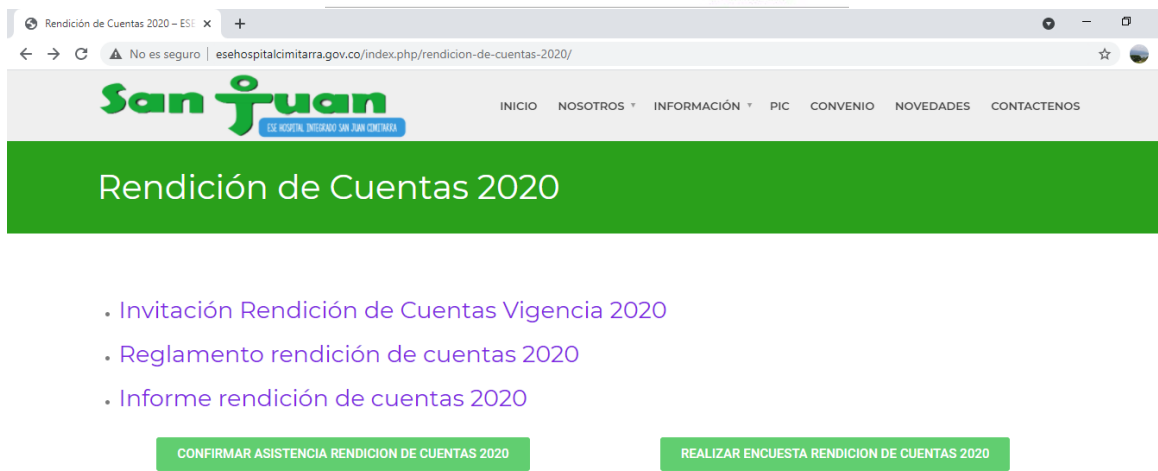 Rendición de Cuentas 2020 – ESE
No es seguro | esehospitalcimitarra.gov.co/index.php/rendicion-de-cuentas-2020/
San Juan
ESE HOSPITAL INTEGRADO SAN JUAN CIMITARRA
INICIO NOSOTROS INFORMACIÓN PIC CONVENIO NOVEDADES CONTACTENOS
Rendición de Cuentas 2020
Invitación Rendición de Cuentas Vigencia 2020
Reglamento rendición de cuentas 2020
Informe rendición de cuentas 2020
CONFIRMAR ASISTENCIA RENDICION DE CUENTAS 2020
REALIZAR ENCUESTA RENDICION DE CUENTAS 2020